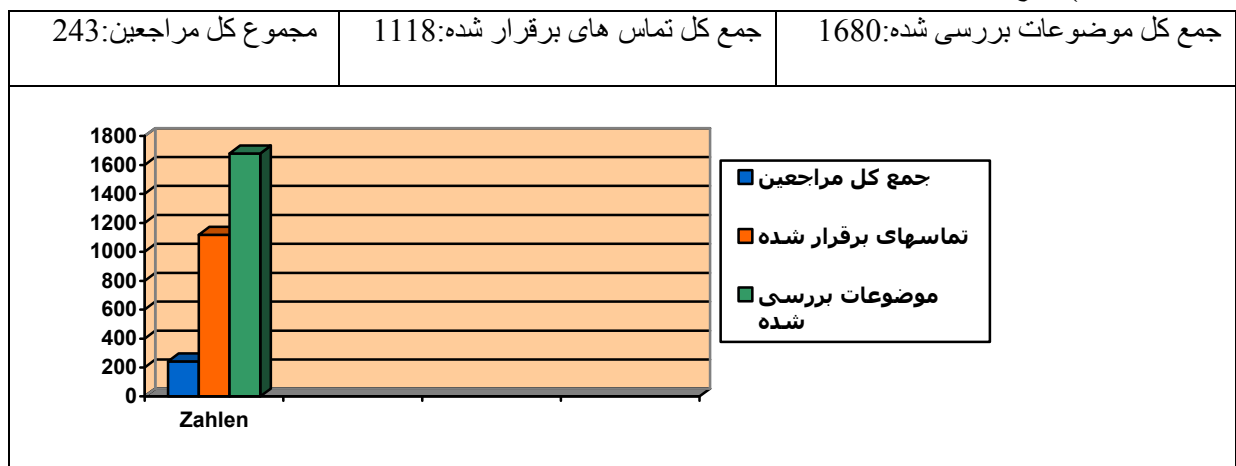 جمع کل موضوعات بررسی شده:1680
جمع کل تماس های برقرار شده:1118
مجموع کل مراجعین:243
1800
1600
1400
1200
1000
800
600
400
200
0
Zahlen
جمع کل مراجعین
تماسهای برقرار شده
موضوعات بررسی
شده